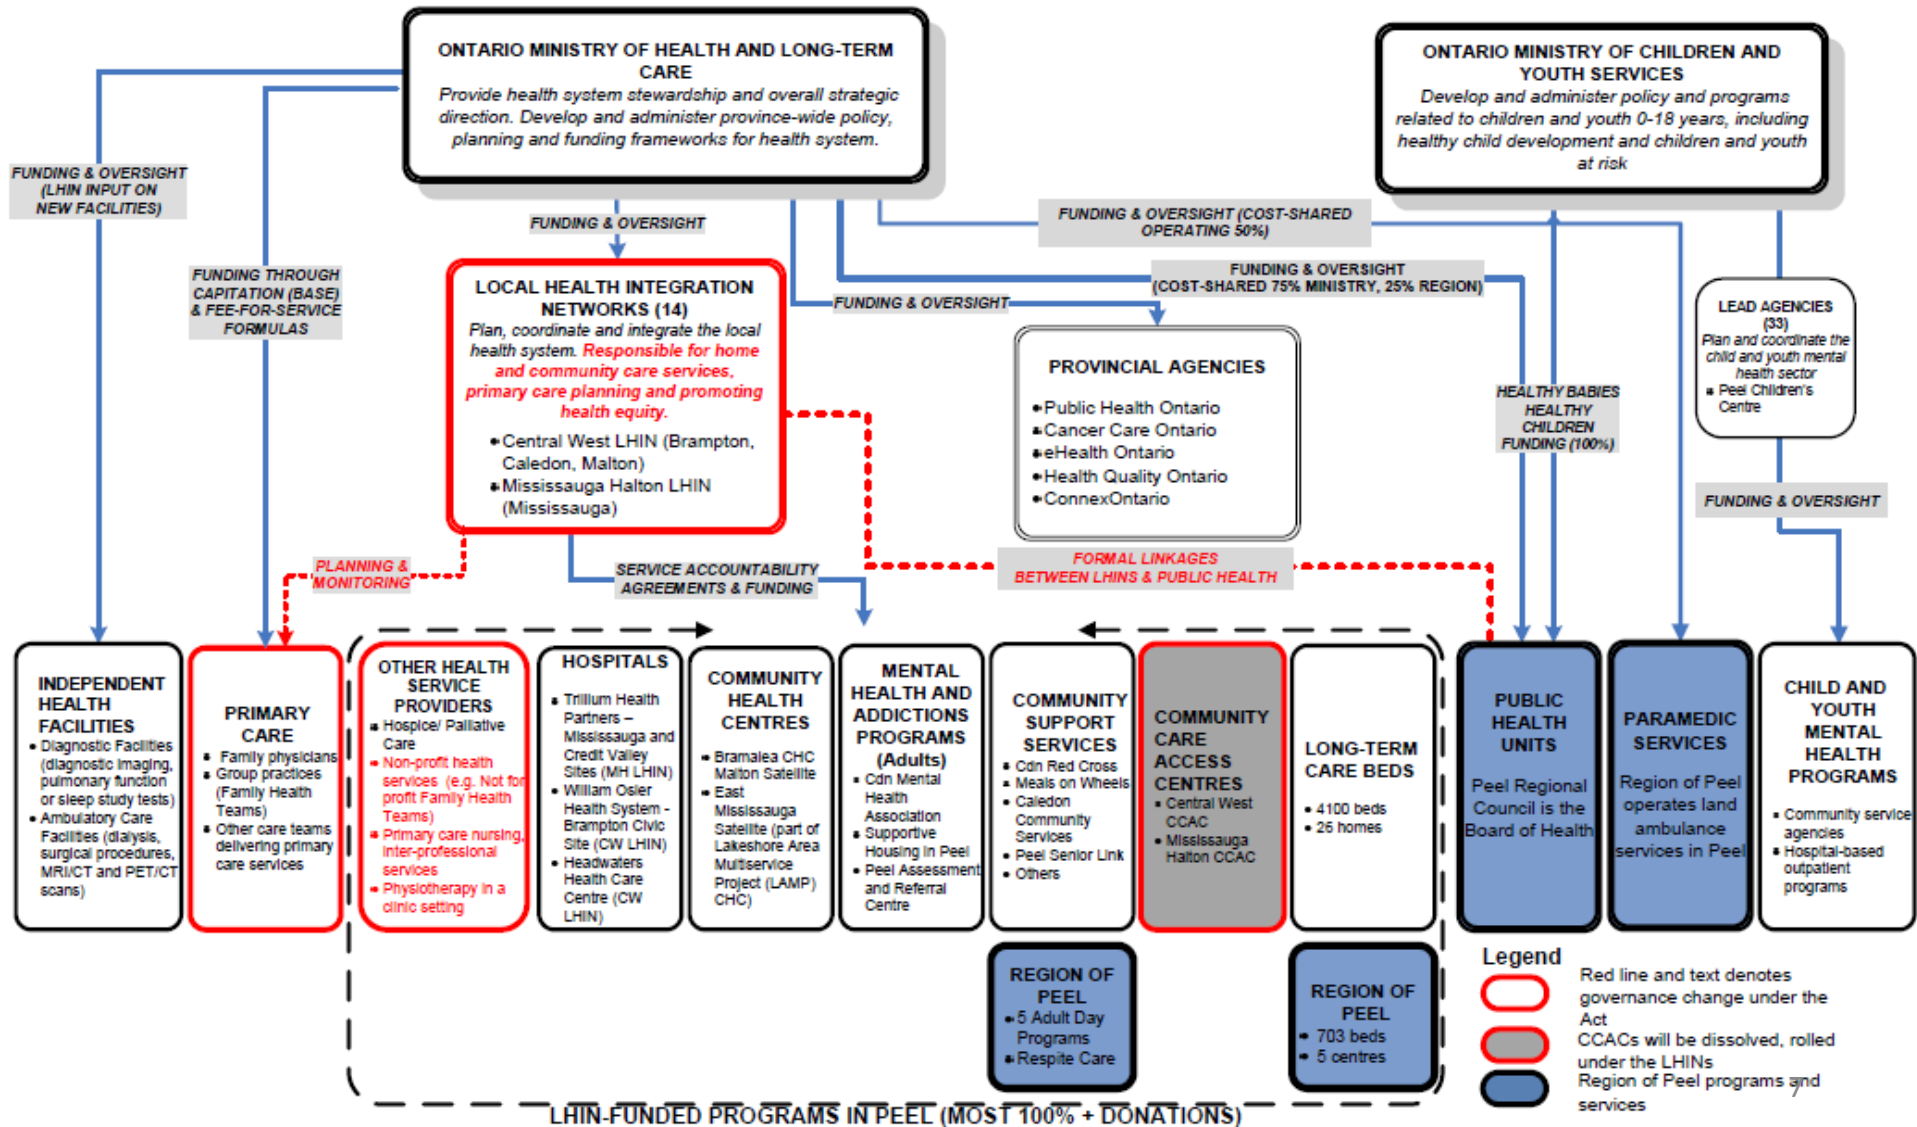 ONTARIO MINISTRY OF HEALTH AND LONG-TERM
CARE
Provide health system stewardship and overall strategic
direction. Develop and administer province-wide policy,
planning and funding frameworks for health system.
ONTARIO MINISTRY OF CHILDREN AND
YOUTH SERVICES
Develop and administer policy and programs
related to children and youth 0-18 years, including
healthy child development and children and youth
at risk
FUNDING & OVERSIGHT
(LHIN INPUT ON
NEW FACILITIES)
FUNDING THROUGH
CAPITATION (BASE)
& FEE-FOR-SERVICE
FORMULAS
FUNDING & OVERSIGHT
FUNDING & OVERSIGHT (COST-SHARED
OPERATING 50%)
FUNDING & OVERSIGHT
(COST-SHARED 75% MINISTRY, 25% REGION)
FUNDING & OVERSIGHT
LOCAL HEALTH INTEGRATION
NETWORKS (14)
Plan, coordinate and integrate the local
health system. Responsible for home
and community care services,
primary care planning and promoting
health equity.
• Central West LHIN (Brampton,
Caledon, Malton)
• Mississauga Halton LHIN
(Mississauga)
PROVINCIAL AGENCIES
• Public Health Ontario
• Cancer Care Ontario
• eHealth Ontario
• Health Quality Ontario
• ConnexOntario
LEAD AGENCIES
(33)
Plan and coordinate the
child and youth mental
health sector
• Peel Children's
Centre
HEALTHY BABIES
HEALTHY
CHILDREN
FUNDING (100%)
FUNDING & OVERSIGHT
PLANNING &
MONITORING
SERVICE ACCOUNTABILITY
AGREEMENTS & FUNDING
FORMAL LINKAGES
BETWEEN LHINS & PUBLIC HEALTH
INDEPENDENT
HEALTH
FACILITIES
• Diagnostic Facilities
(diagnostic imaging,
pulmonary function
or sleep study tests)
• Ambulatory Care
Facilities (dialysis,
surgical procedures,
MRI/CT and PET/CT
scans)
PRIMARY
CARE
• Family physicians
• Group practices
(Family Health
Teams)
• Other care teams
delivering primary
care services
OTHER HEALTH
SERVICE
PROVIDERS
• Hospice/ Palliative
Care
• Non-profit health
services (e.g. Not for
profit Family Health
Teams)
• Primary care nursing,
inter-professional
services
• Physiotherapy in a
clinic setting
HOSPITALS
• Trillium Health
Partners –
Mississauga and
Credit Valley
Sites (MH LHIN)
• William Osler
Health System -
Brampton Civic
Site (CW LHIN)
• Headwaters
Health Care
Centre (CW
LHIN)
COMMUNITY
HEALTH
CENTRES
• Bramalea CHC
Malton Satellite
• East
Mississauga
Satellite (part of
Lakeshore Area
Multiservice
Project (LAMP)
CHC)
MENTAL
HEALTH AND
ADDICTIONS
PROGRAMS
(Adults)
• Cdn Mental
Health
Association
• Supportive
Housing in Peel
• Peel Assessment
and Referral
Centre
COMMUNITY
SUPPORT
SERVICES
• Cdn Red Cross
• Meals on Wheels
• Caledon
Community
Services
• Peel Senior Link
• Others
COMMUNITY
CARE
ACCESS
CENTRES
• Central West
CCAC
• Mississauga
Halton CCAC
LONG-TERM
CARE BEDS
• 4100 beds
• 26 homes
PUBLIC
HEALTH
UNITS
Peel Regional
Council is the
Board of Health
PARAMEDIC
SERVICES
Region of Peel
operates land
ambulance
services in Peel
CHILD AND
YOUTH
MENTAL
HEALTH
PROGRAMS
• Community service
agencies
• Hospital-based
outpatient
programs
REGION OF
PEEL
• 5 Adult Day
Programs
• Respite Care
REGION OF
PEEL
• 703 beds
• 5 centres
Legend
Red line and text denotes
governance change under the
Act
CCACs will be dissolved, rolled
under the LHINs
Region of Peel programs and
services
7
LHIN-FUNDED PROGRAMS IN PEEL (MOST 100% + DONATIONS)